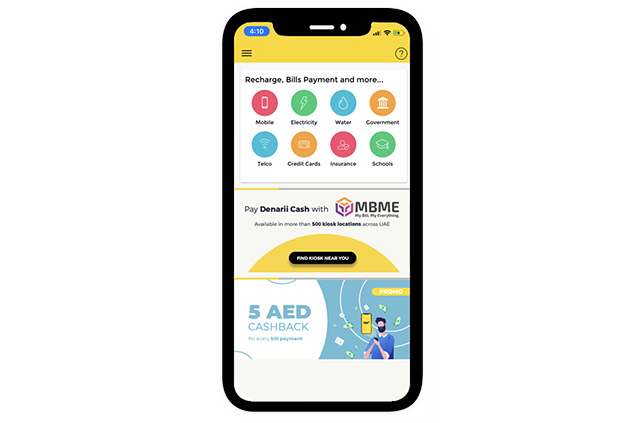 4:10
?
Recharge, Bills Payment and more...
Mobile Electricity Water Government
Telco Credit Cards Insurance Schools
Pay Denarii Cash with MBME
My Bill. My Everything.
Available in more than 500 kiosk locations across UAE
FIND KIOSK NEAR YOU
PROMO
5 AED
CASHBACK
for every bill payment